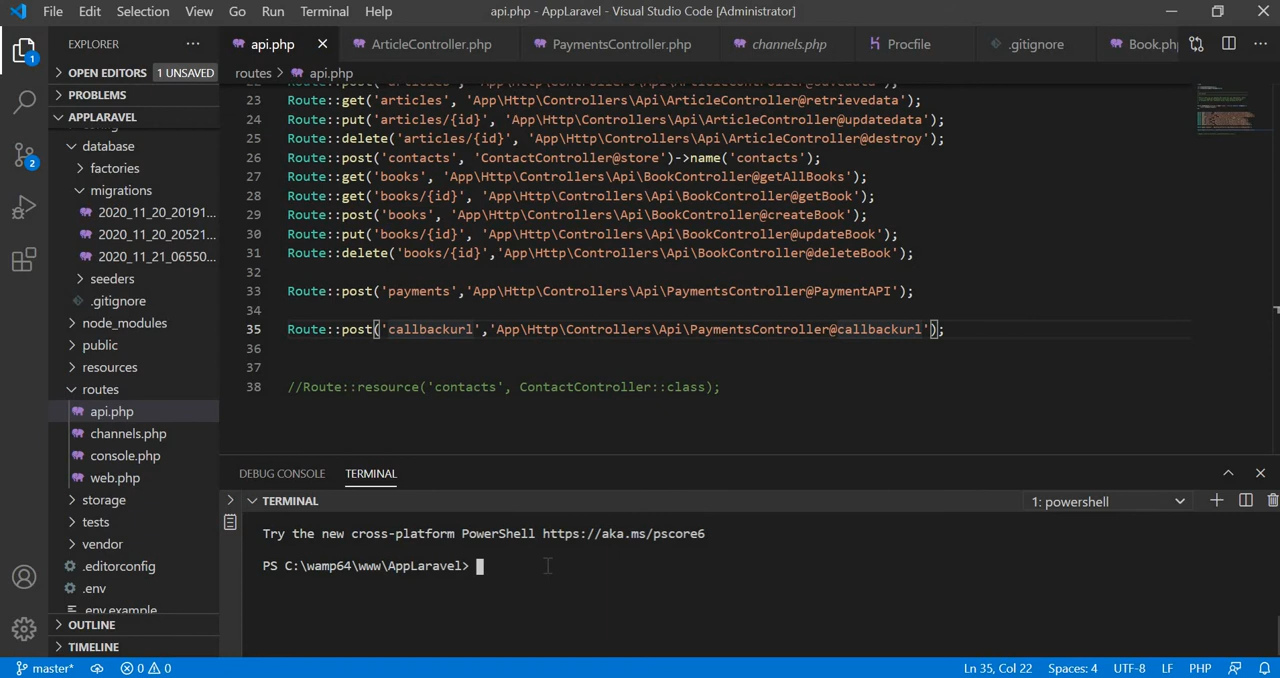 File Edit Selection View Go Run Terminal Help api.php - AppLaravel - Visual Studio Code [Administrator]
EXPLORER
api.php ArticleController.php PaymentsController.php channels.php Procfile .gitignore Book.ph
OPEN EDITORS 1 UNSAVED
routes > api.php
PROBLEMS
APPLARAVEL
database
factories
migrations
2020_11_20_20191...
2020_11_20_20521...
2020_11_21_06550...
seeders
.gitignore
node_modules
public
resources
routes
api.php
channels.php
console.php
web.php
storage
tests
vendor
.editorconfig
.env
.env.example
OUTLINE
TIMELINE
23 Route::get('articles', 'App\Http\Controllers\Api\ArticleController@retrievedata');
24 Route::put('articles/{id}', 'App\Http\Controllers\Api\ArticleController@updatedata');
25 Route::delete('articles/{id}', 'App\Http\Controllers\Api\ArticleController@destroy');
26 Route::post('contacts', 'ContactController@store')->name('contacts');
27 Route::get('books', 'App\Http\Controllers\Api\BookController@getAllBooks');
28 Route::get('books/{id}', 'App\Http\Controllers\Api\BookController@getBook');
29 Route::post('books', 'App\Http\Controllers\Api\BookController@createBook');
30 Route::put('books/{id}', 'App\Http\Controllers\Api\BookController@updateBook');
31 Route::delete('books/{id}','App\Http\Controllers\Api\BookController@deleteBook');
32
33 Route::post('payments','App\Http\Controllers\Api\PaymentsController@PaymentAPI');
34
35 Route::post('callbackurl','App\Http\Controllers\Api\PaymentsController@callbackurl');
36
37
38 //Route::resource('contacts', ContactController::class);
DEBUG CONSOLE TERMINAL
TERMINAL 1: powershell
Try the new cross-platform PowerShell https://aka.ms/pscore6
PS C:\wamp64\www\AppLaravel>
master* 0 0 Ln 35, Col 22 Spaces: 4 UTF-8 LF PHP